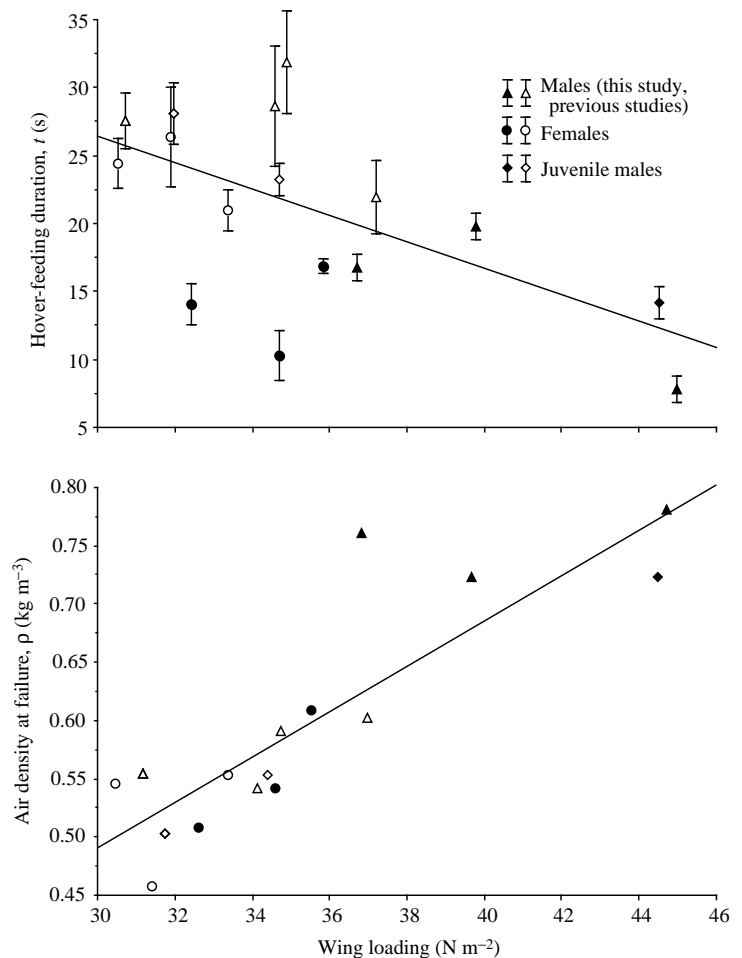 35
30
25
20
15
10
5
Hover-feeding duration, t (s)
Males (this study,
previous studies)
Females
Juvenile males
0.80
0.75
0.70
0.65
0.60
0.55
0.50
0.45
Air density at failure, ρ (kg m–3)
30 32 34 36 38 40 42 44 46
Wing loading (N m–2)